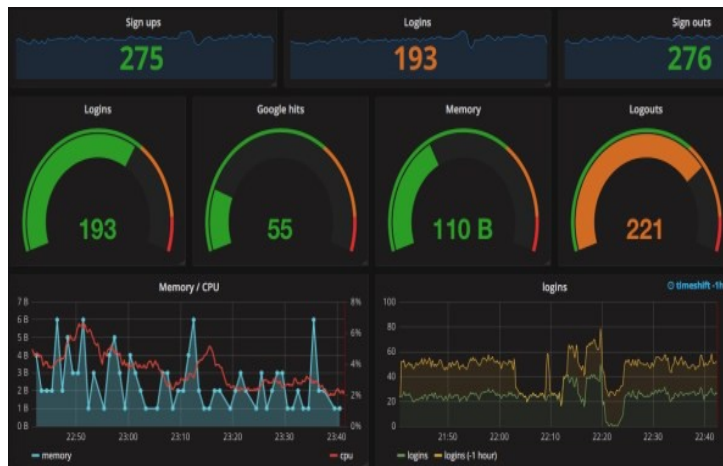 Sign ups
Logins
Sign outs
275
193
276
Logins
Google hits
Memory
Logouts
193
55
110 B
221
Memory / CPU
7 B
6 B
5 B
4 B
3 B
2 B
1 B
0 B
8%
6%
4%
2%
0%
22:50
23:00
23:10
23:20
23:30
23:40
memory
cpu
logins
timeshift -1h
100
80
60
40
20
0
21:50
22:00
22:10
22:20
22:30
22:40
logins
logins (-1 hour)